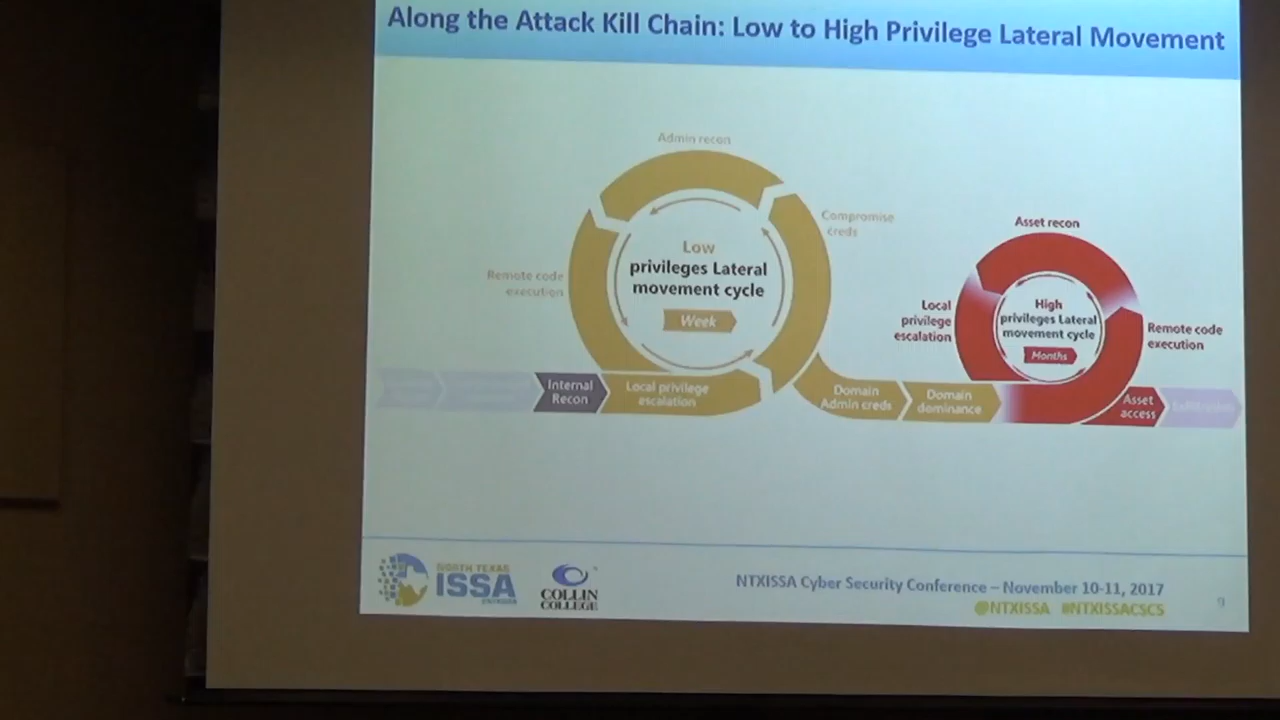 Along the Attack Kill Chain: Low to High Privilege Lateral Movement
Admin recon
Compromise
creds
Remote code
execution
Low
privileges Lateral
movement cycle
Week
Internal
Recon
Local privilege
escalation
Domain
Admin creds
Domain
dominance
Asset recon
Local
privilege
escalation
High
privileges Lateral
movement cycle
Months
Remote code
execution
Asset
access
Exfiltration
NORTH TEXAS
ISSA
COLLIN
COLLEGE
NTXISSA Cyber Security Conference – November 10-11, 2017
@NTXISSA #NTXISSACSC5
9